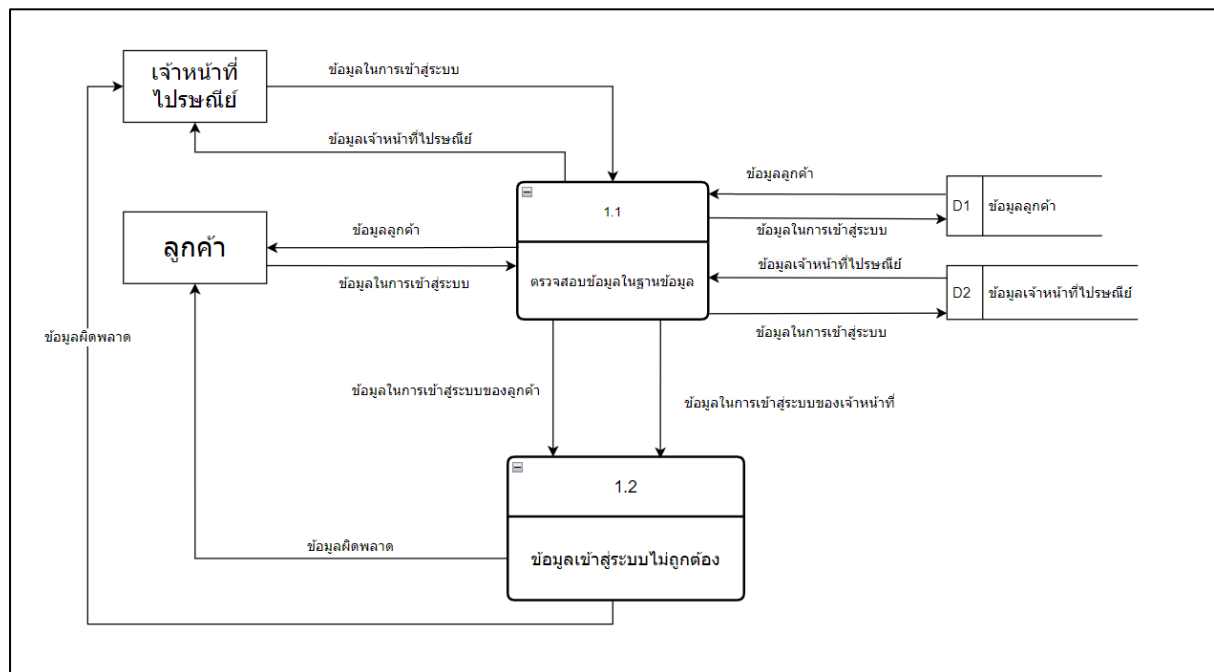 เจ้าหน้าที่
ไปรษณีย์
ข้อมูลในการเข้าสู่ระบบ
ข้อมูลเจ้าหน้าที่ไปรษณีย์
1.1
ตรวจสอบข้อมูลในฐานข้อมูล
ข้อมูลลูกค้า
D1
ข้อมูลลูกค้า
ข้อมูลในการเข้าสู่ระบบ
ลูกค้า
ข้อมูลลูกค้า
ข้อมูลในการเข้าสู่ระบบ
ข้อมูลเจ้าหน้าที่ไปรษณีย์
D2
ข้อมูลเจ้าหน้าที่ไปรษณีย์
ข้อมูลในการเข้าสู่ระบบ
ข้อมูลผิดพลาด
ข้อมูลในการเข้าสู่ระบบของลูกค้า
ข้อมูลในการเข้าสู่ระบบของเจ้าหน้าที่
1.2
ข้อมูลเข้าสู่ระบบไม่ถูกต้อง
ข้อมูลผิดพลาด